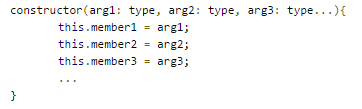 constructor(arg1: type, arg2: type, arg3: type...){
this.member1 = arg1;
this.member2 = arg2;
this.member3 = arg3;
...
}